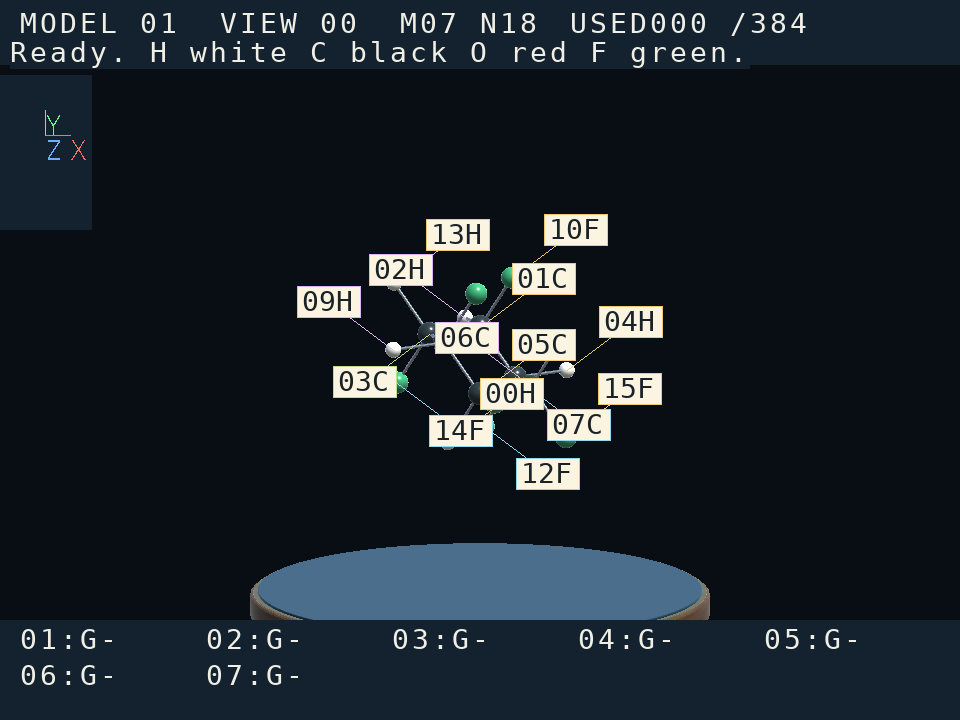 MODEL 01 VIEW 00 M07 N18 USED000 /384
Ready. H white C black O red F green.
Y
Z X
13H
10F
02H
01C
09H
04H
06C
05C
03C
00H
15F
14F
07C
12F
01:G- 02:G- 03:G- 04:G- 05:G-
06:G- 07:G-